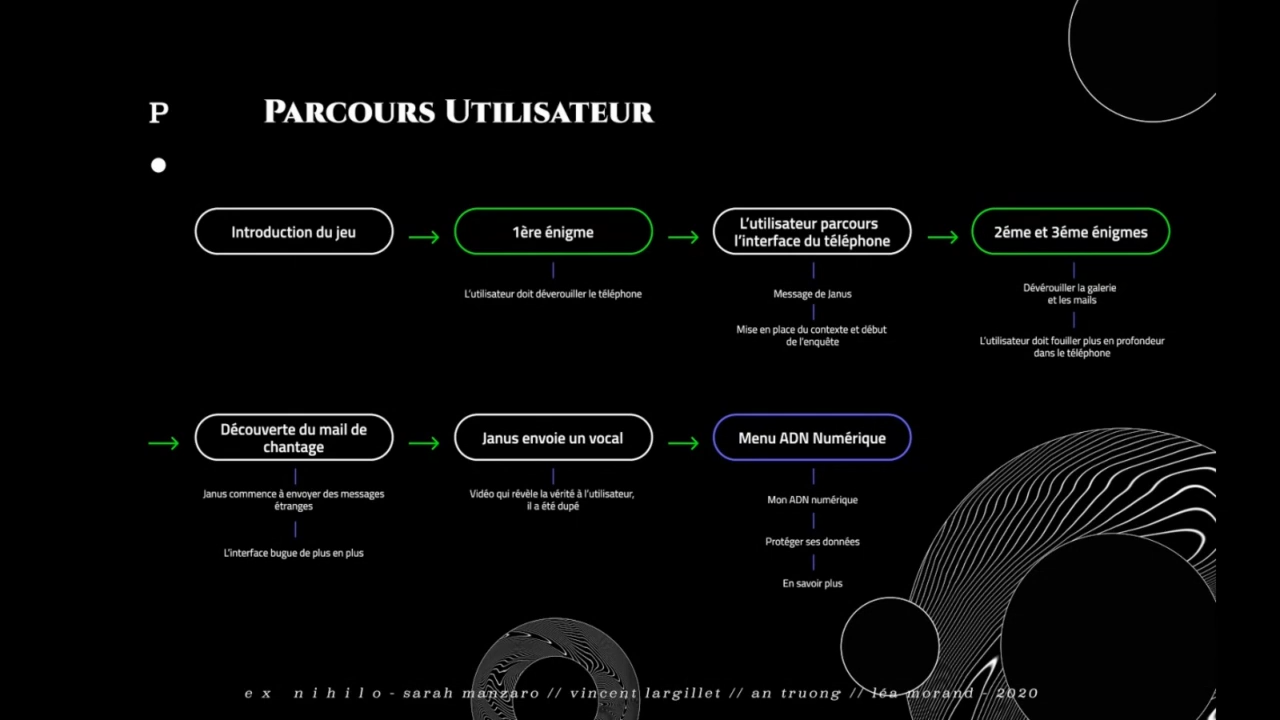 P
Parcours Utilisateur
Introduction du jeu
1ère énigme
L'utilisateur doit déverouiller le téléphone
L'utilisateur parcours
l'interface du téléphone
Message de Janus
Mise en place du contexte et début
de l'enquête
2éme et 3éme énigmes
Dévérouiller la galerie
et les mails
L'utilisateur doit fouiller plus en profondeur
dans le téléphone
Découverte du mail de
chantage
Janus commence à envoyer des messages
étranges
L'interface bugue de plus en plus
Janus envoie un vocal
Vidéo qui révèle la vérité à l'utilisateur,
il a été dupé
Menu ADN Numérique
Mon ADN numérique
Protéger ses données
En savoir plus
ex nihilo - sarah manzaro // vincent largillet // an truong // léa morand - 2020